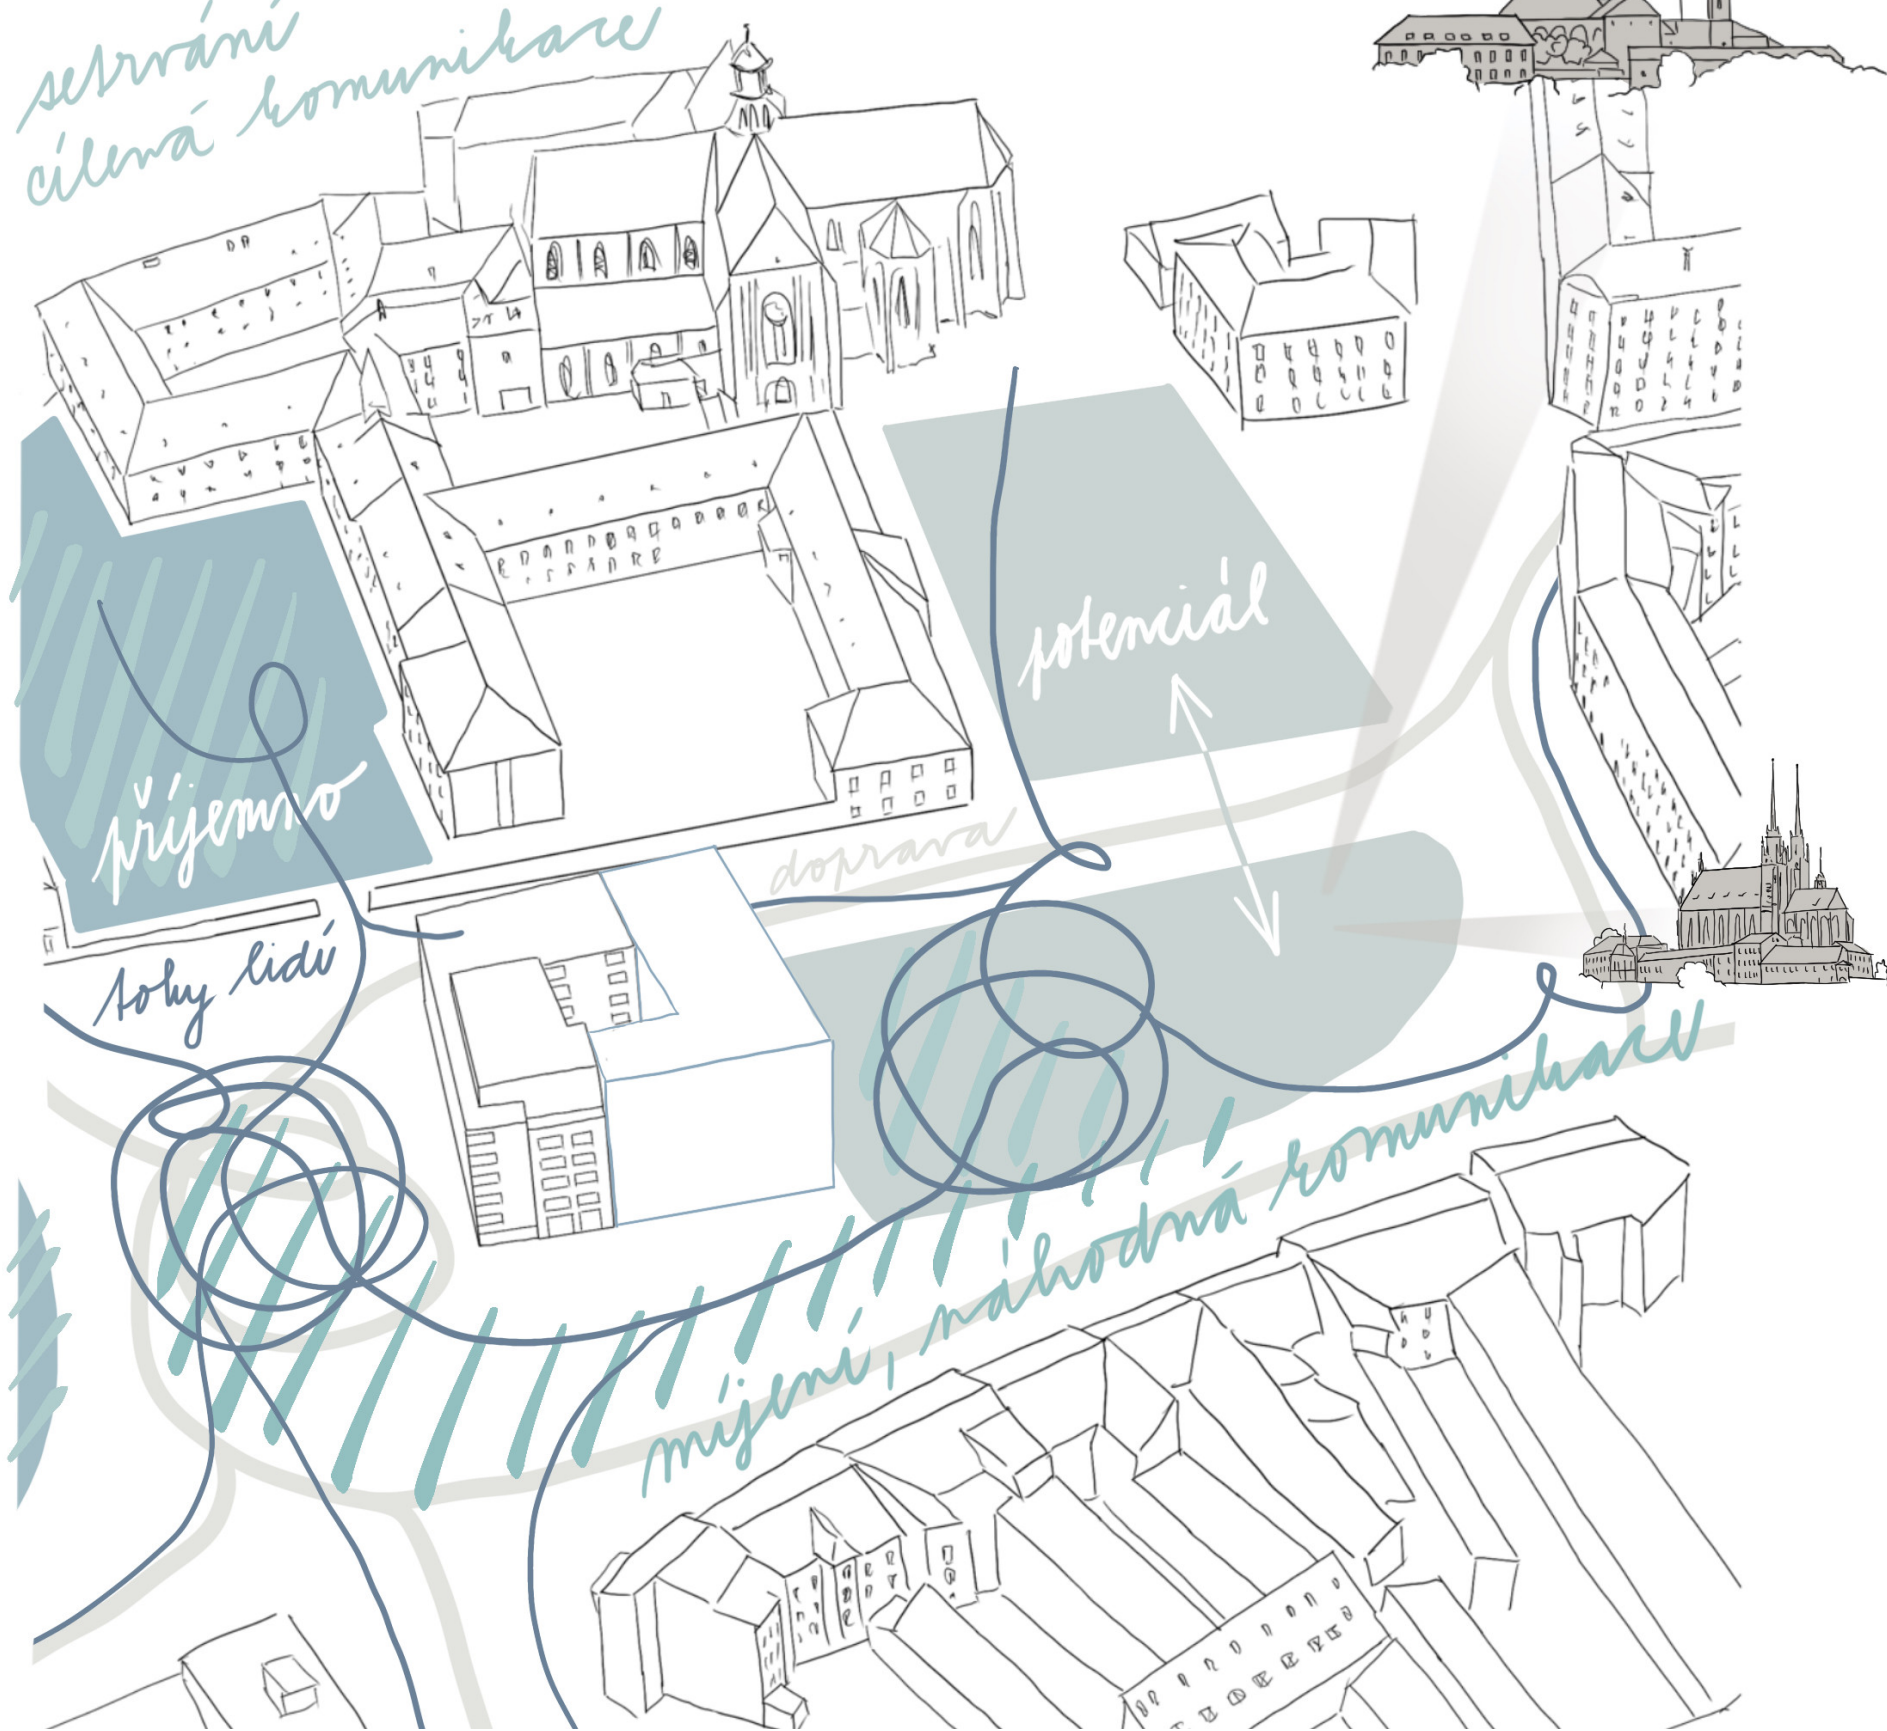 setrvání
cílená komunikace
potenciál
příjemno
doprava
toky lidí
míjení, náhodná komunikace